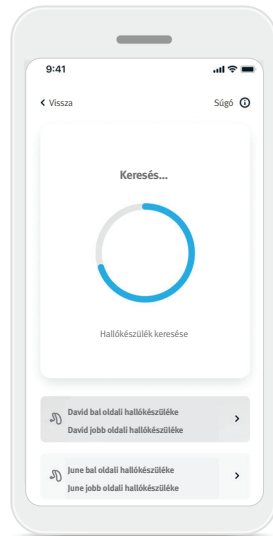 9:41
Vissza
Súgó
Keresés...
Hallókészülék keresése
David bal oldali hallókészüléke
David jobb oldali hallókészüléke
June bal oldali hallókészüléke
June jobb oldali hallókészüléke